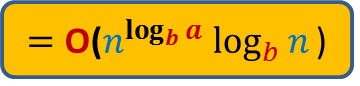 = O(n^{log_b a} log_b n)